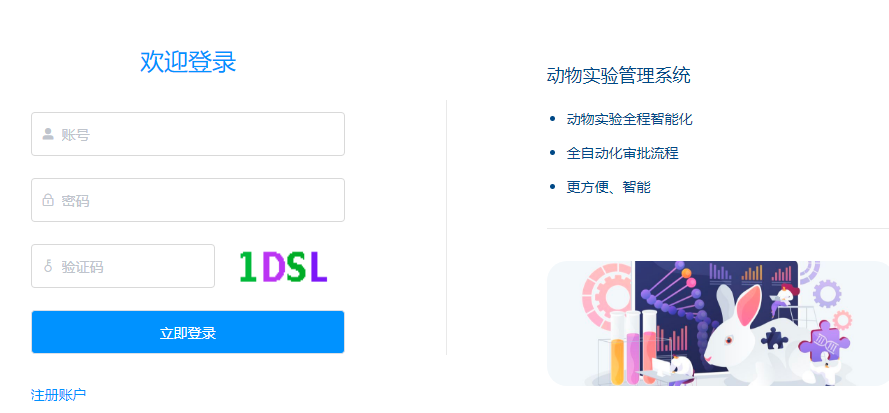 欢迎登录
账号
密码
验证码
1DSL
立即登录
注册账户
动物实验管理系统
动物实验全程智能化
全自动化审批流程
更方便、智能